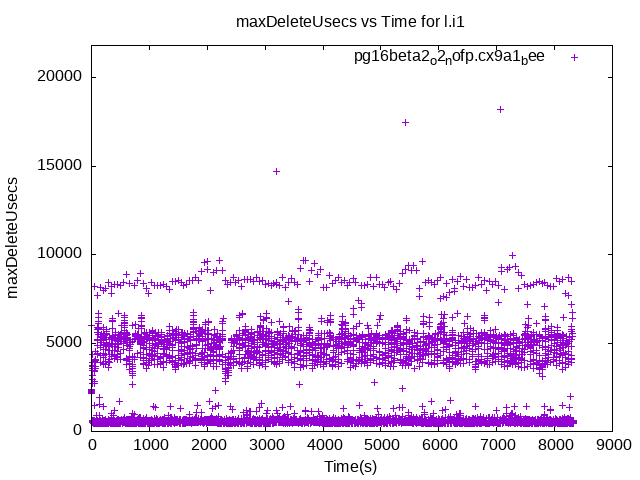 maxDeleteUsecs vs Time for l.i1
pg16beta2o2nofp.cx9a1bee
20000
15000
10000
5000
0
maxDeleteUsecs
0 1000 2000 3000 4000 5000 6000 7000 8000 9000
Time(s)